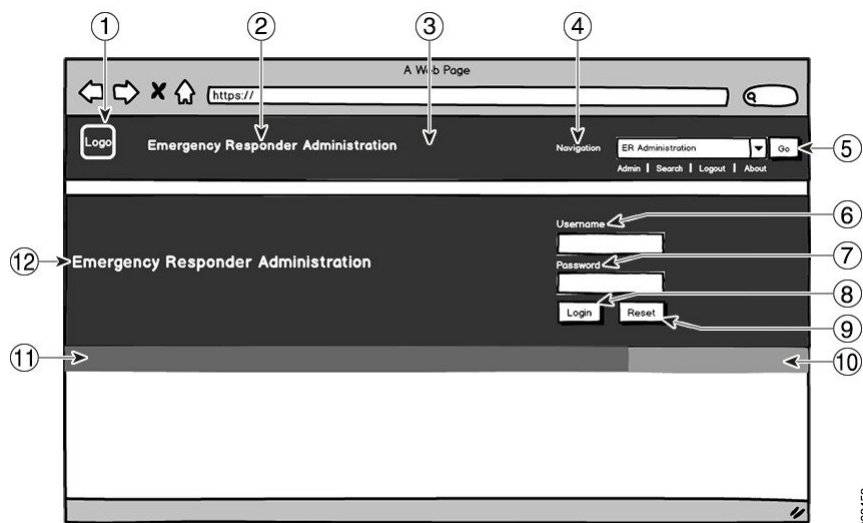 1 2 3 4
A Web Page
https://
Logo
Emergency Responder Administration
Navigation ER Administration Go
5
Admin | Search | Logout | About
Username 6
12 Emergency Responder Administration
Password 7
Login Reset 8
9
11 10